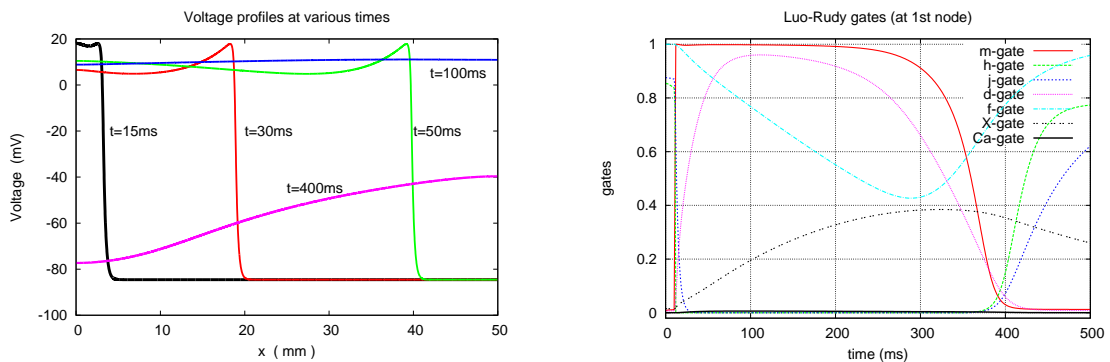 Voltage profiles at various times
20
0
-20
-40
-60
-80
-100
Voltage (mV)
t=100ms
t=15ms
t=30ms
t=50ms
t=400ms
0
10
20
30
40
50
x ( mm )
Luo-Rudy gates (at 1st node)
1
0.8
0.6
0.4
0.2
0
gates
m-gate
h-gate
j-gate
d-gate
f-gate
X-gate
Ca-gate
0
100
200
300
400
500
time (ms)